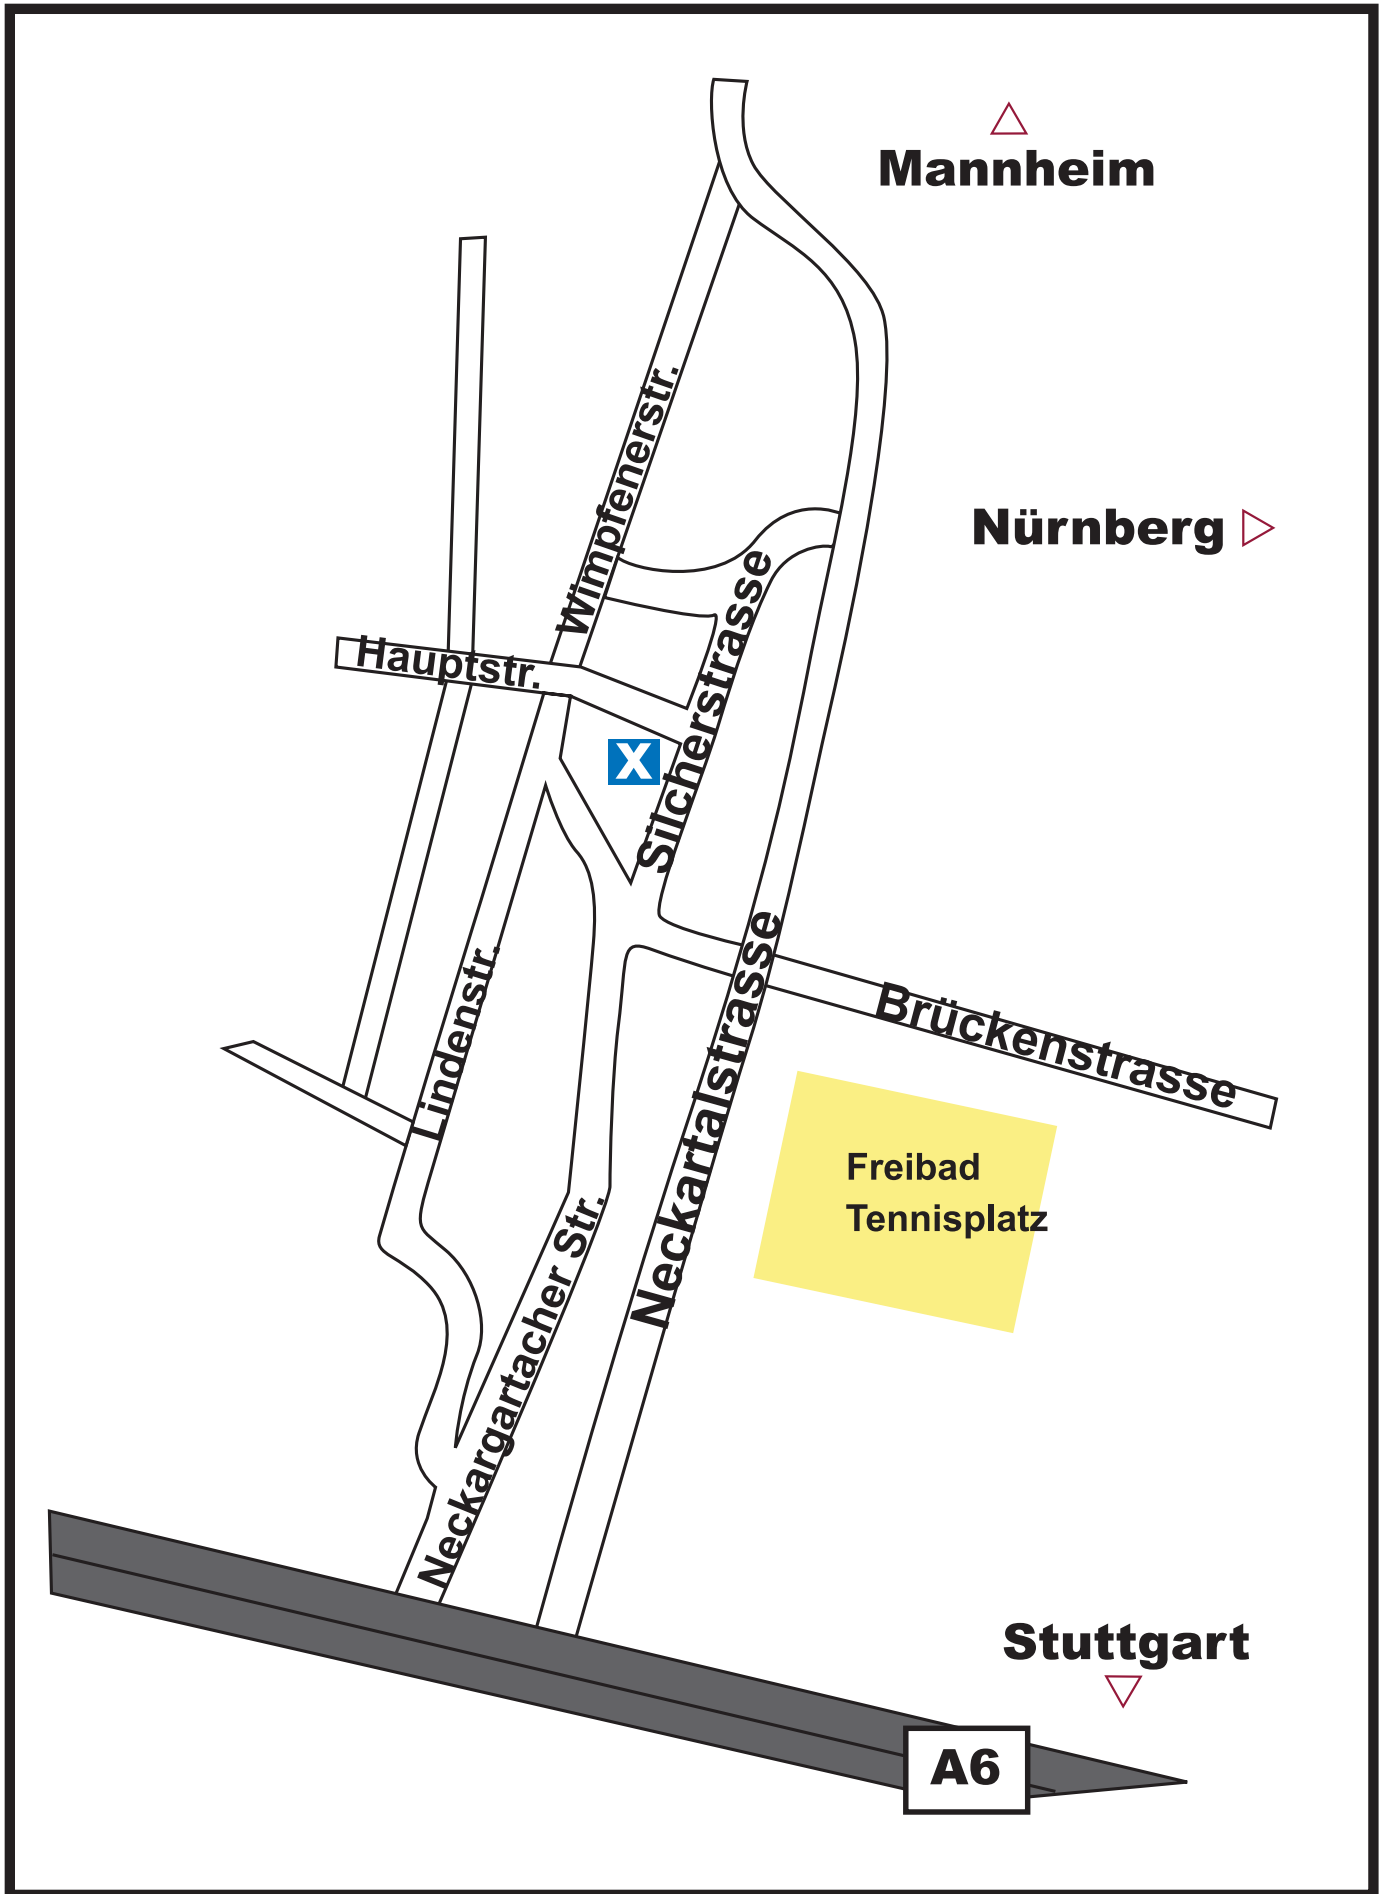 Mannheim
Wimpfenerstr.
Nürnberg
Hauptstr.
Silcherstrasse
X
Lindenstr.
Neckartalstrasse
Brückenstrasse
Freibad
Tennisplatz
Neckargartacher Str.
Stuttgart
A6